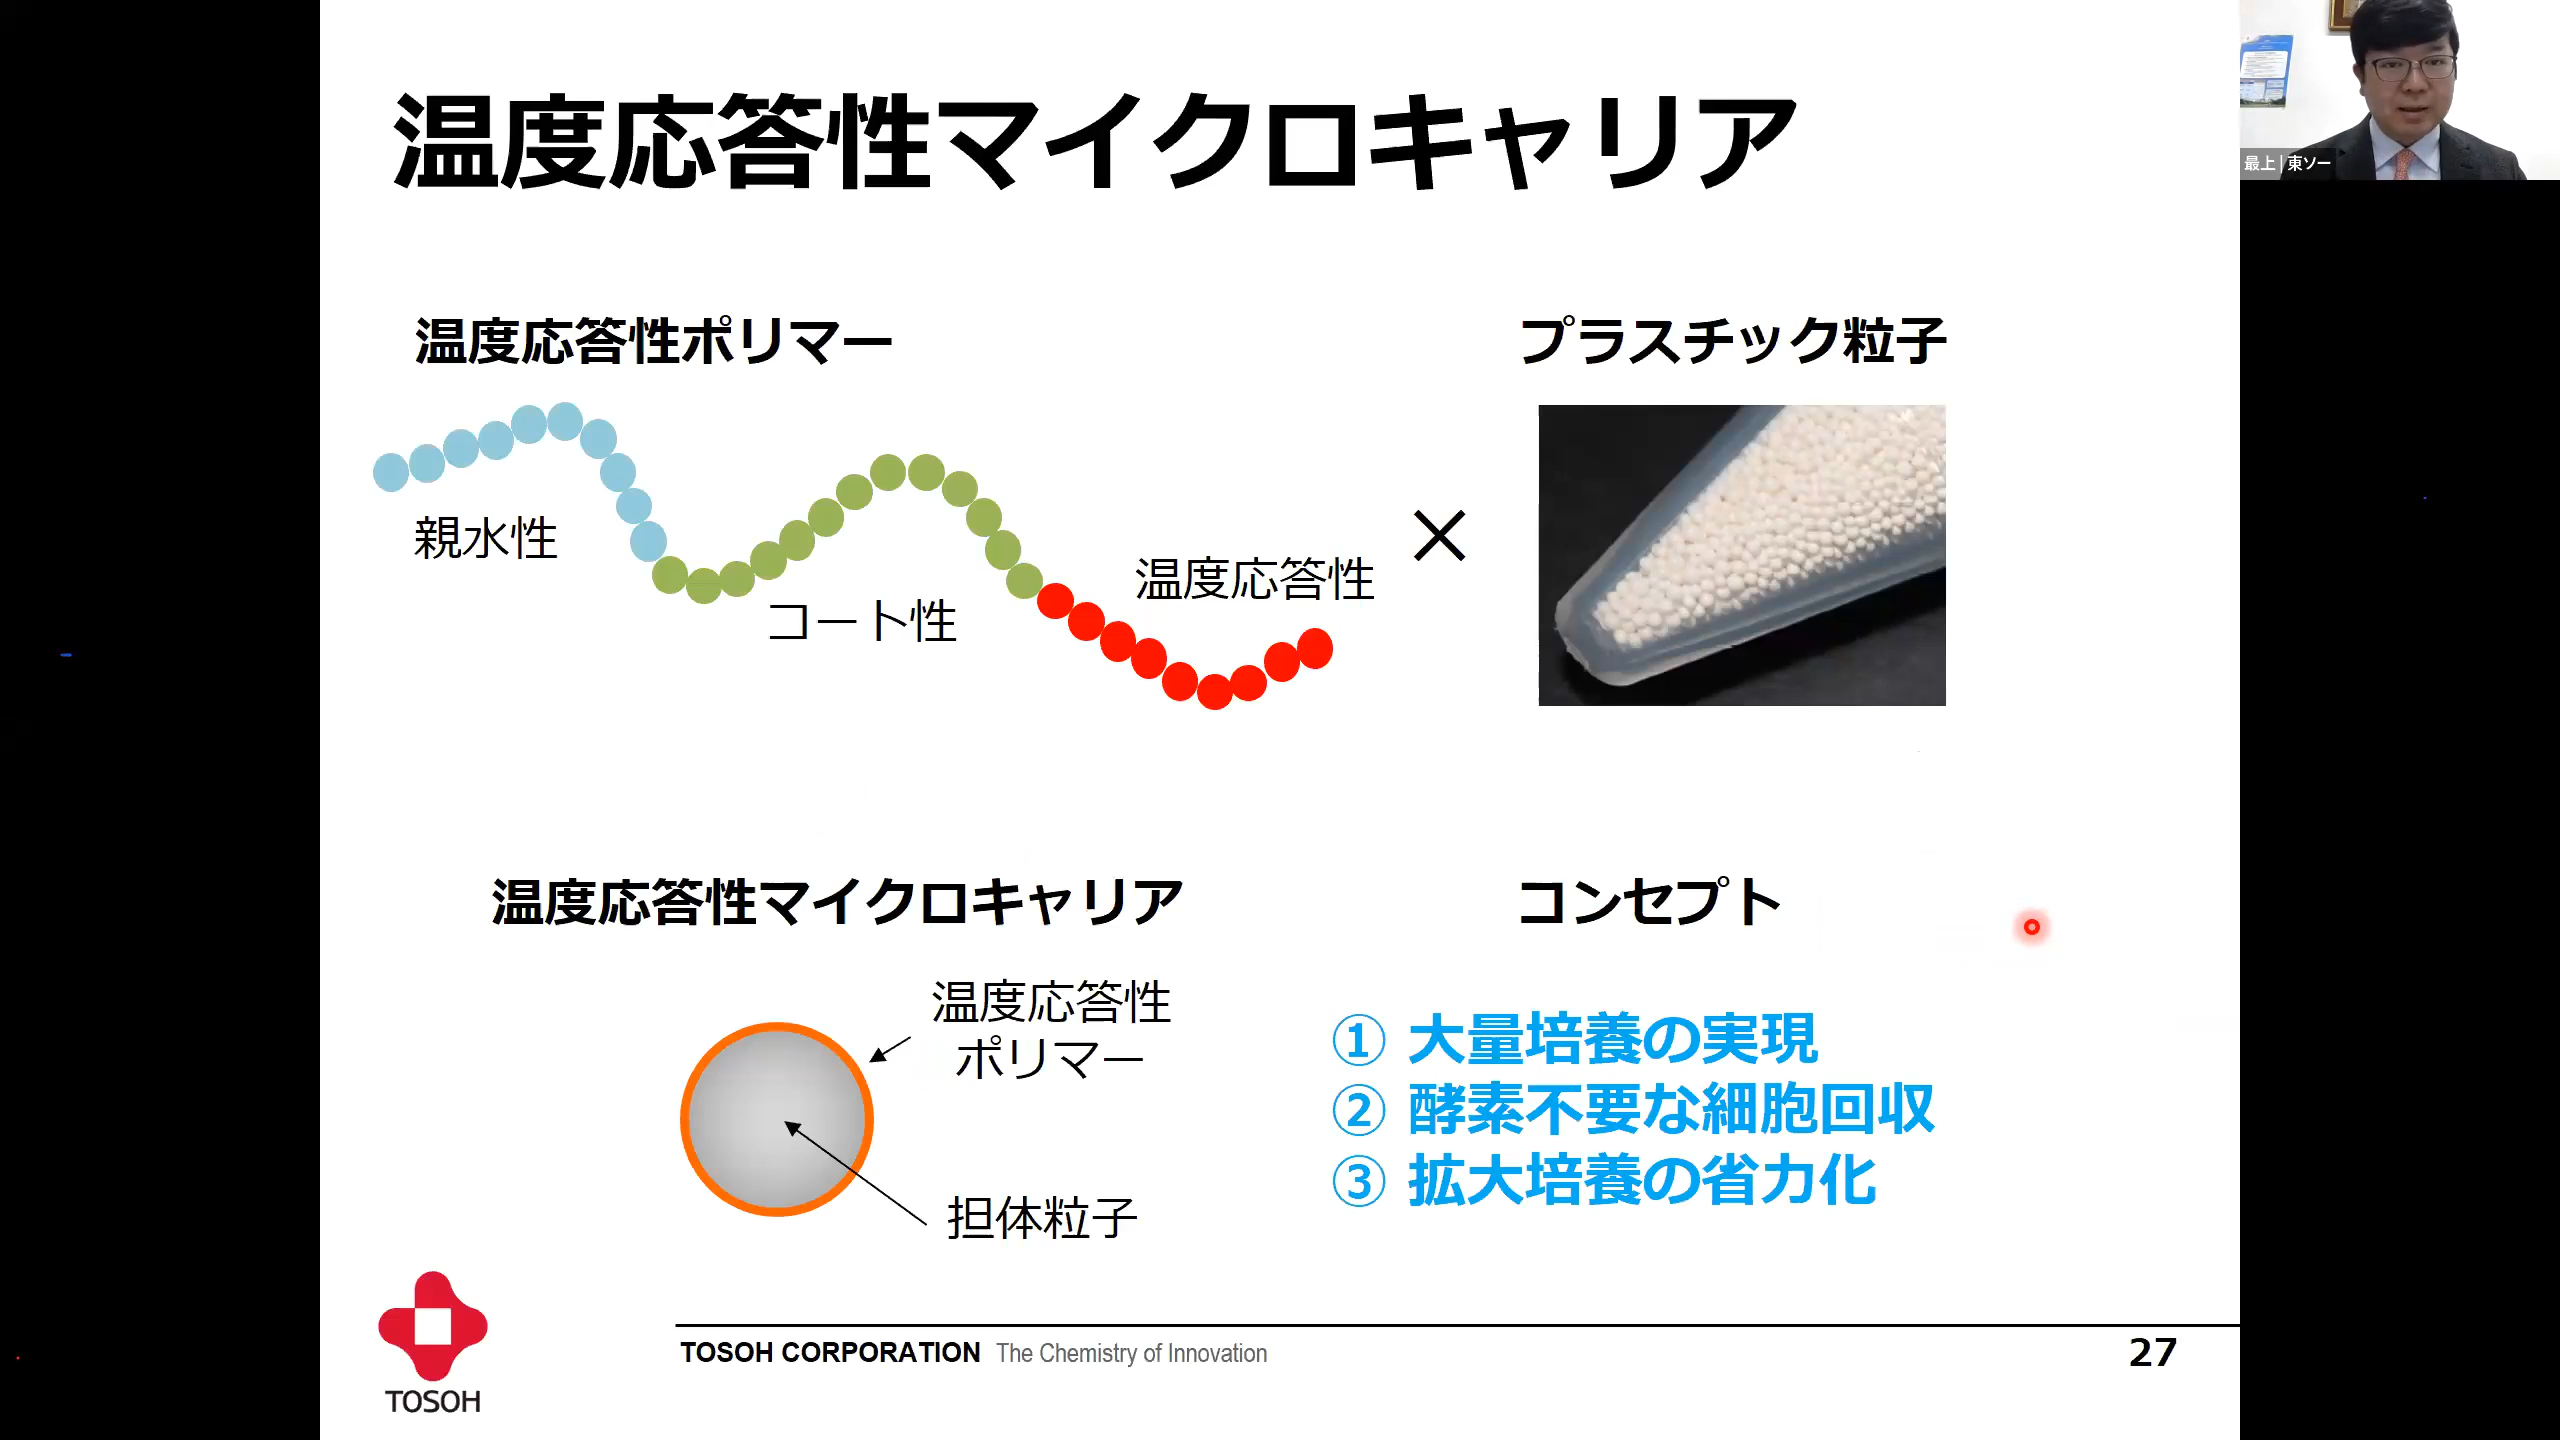 温度応答性マイクロキャリア
最上 | 東ソー
温度応答性ポリマー
プラスチック粒子
親水性
コート性
温度応答性
×
温度応答性マイクロキャリア
温度応答性
ポリマー
担体粒子
コンセプト
① 大量培養の実現
② 酵素不要な細胞回収
③ 拡大培養の省力化
TOSOH
TOSOH CORPORATION The Chemistry of Innovation
27